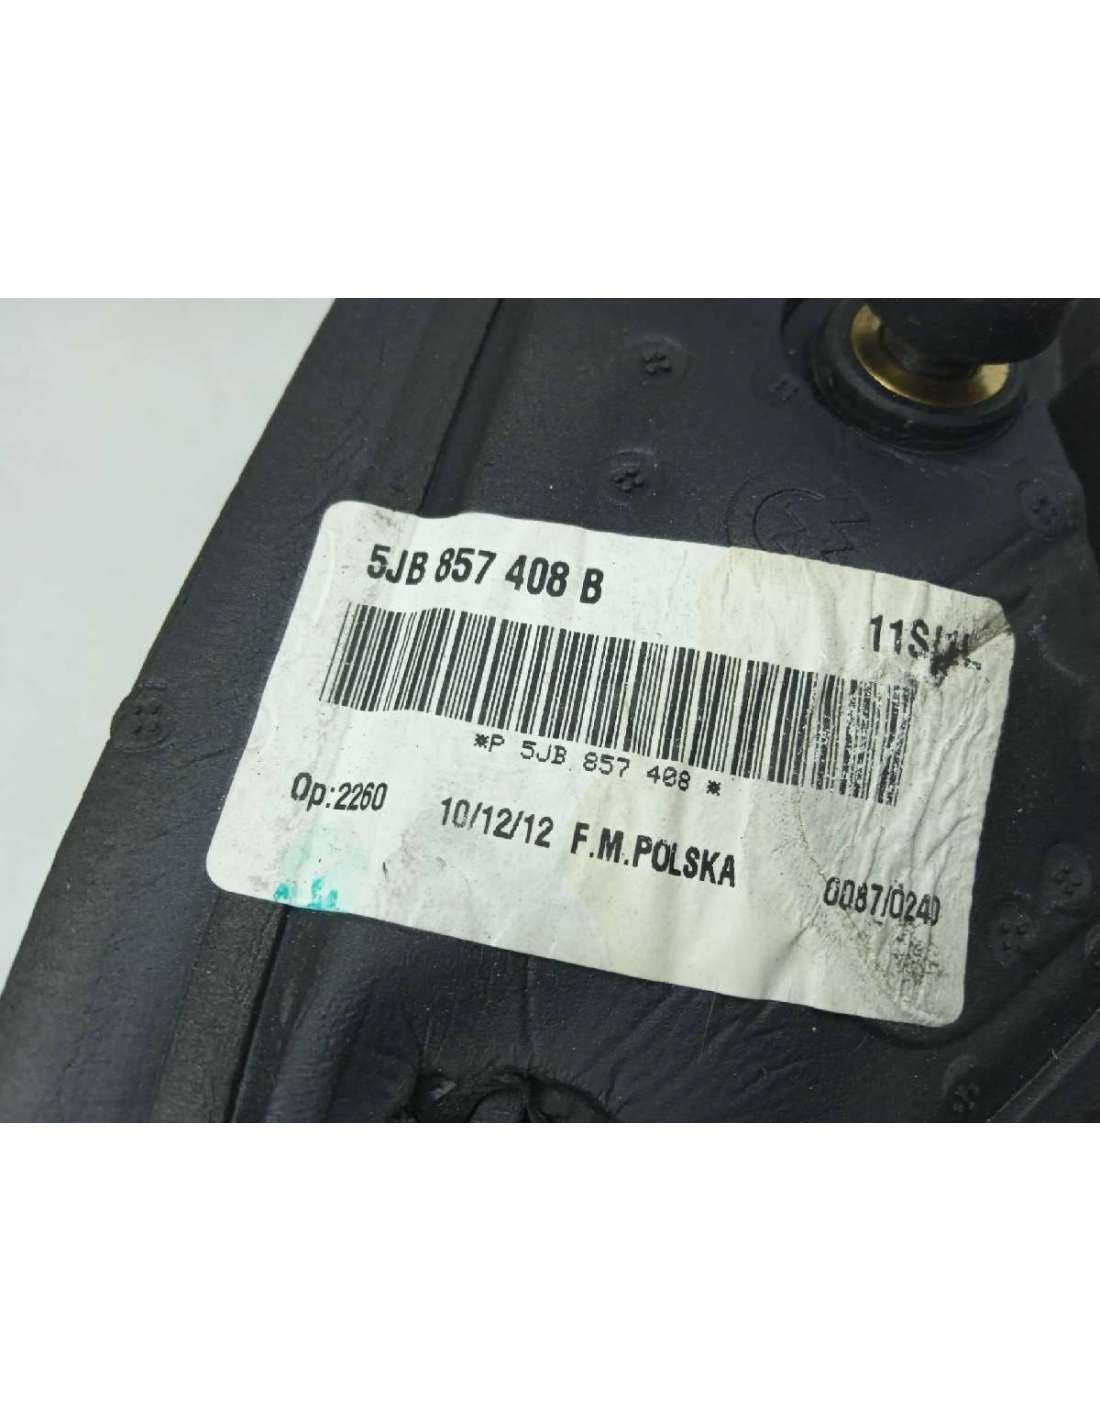 5JB 857 408 B
*P 5JB 857 408 *
Op:2260 10/12/12 F.M.POLSKA 0087/0240